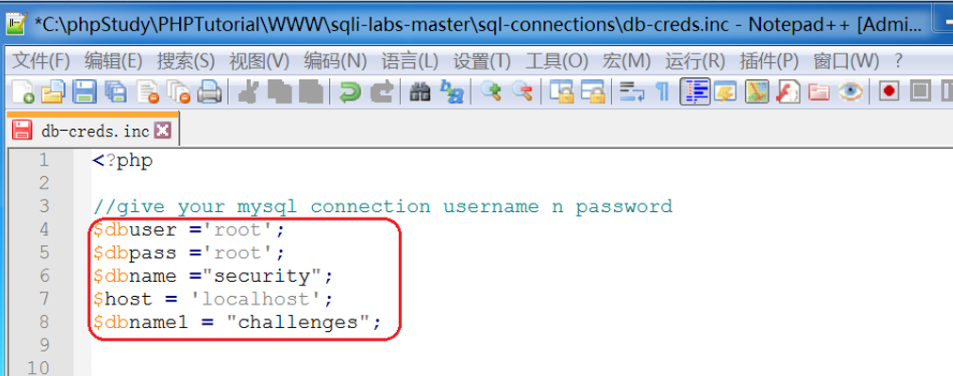 *C:\phpStudy\PHPTutorial\WWW\sqli-labs-master\sql-connections\db-creds.inc - Notepad++ [Admi...
文件(F) 编辑(E) 搜索(S) 视图(V) 编码(N) 语言(L) 设置(T) 工具(O) 宏(M) 运行(R) 插件(P) 窗口(W) ?
db-creds.inc
1 <?php
2
3 //give your mysql connection username n password
4 $dbuser ='root';
5 $dbpass ='root';
6 $dbname ="security";
7 $host = 'localhost';
8 $dbname1 = "challenges";
9
10